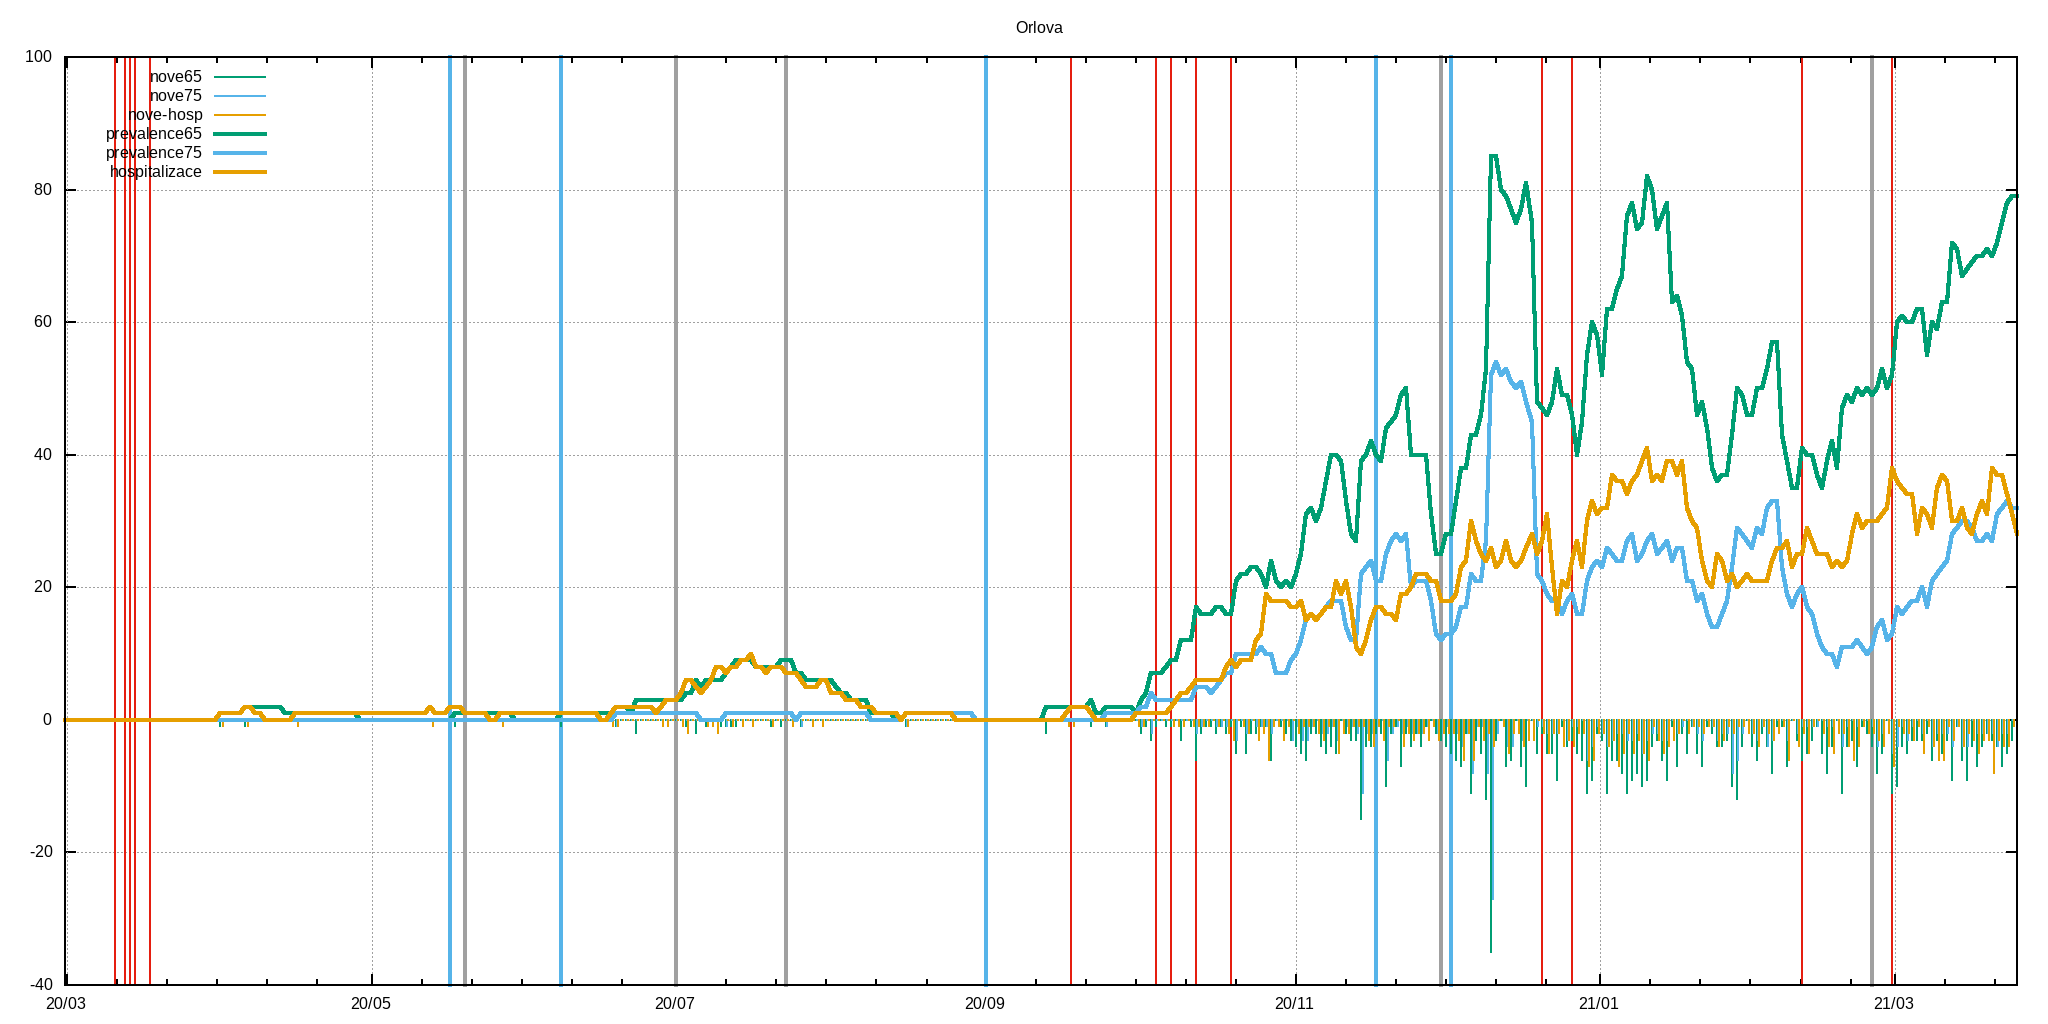 Orlova
100
nove65
nove75
nove-hosp
prevalence65
prevalence75
hospitalizace
80
60
40
20
0
-20
-40
20/03 20/05 20/07 20/09 20/11 21/01 21/03